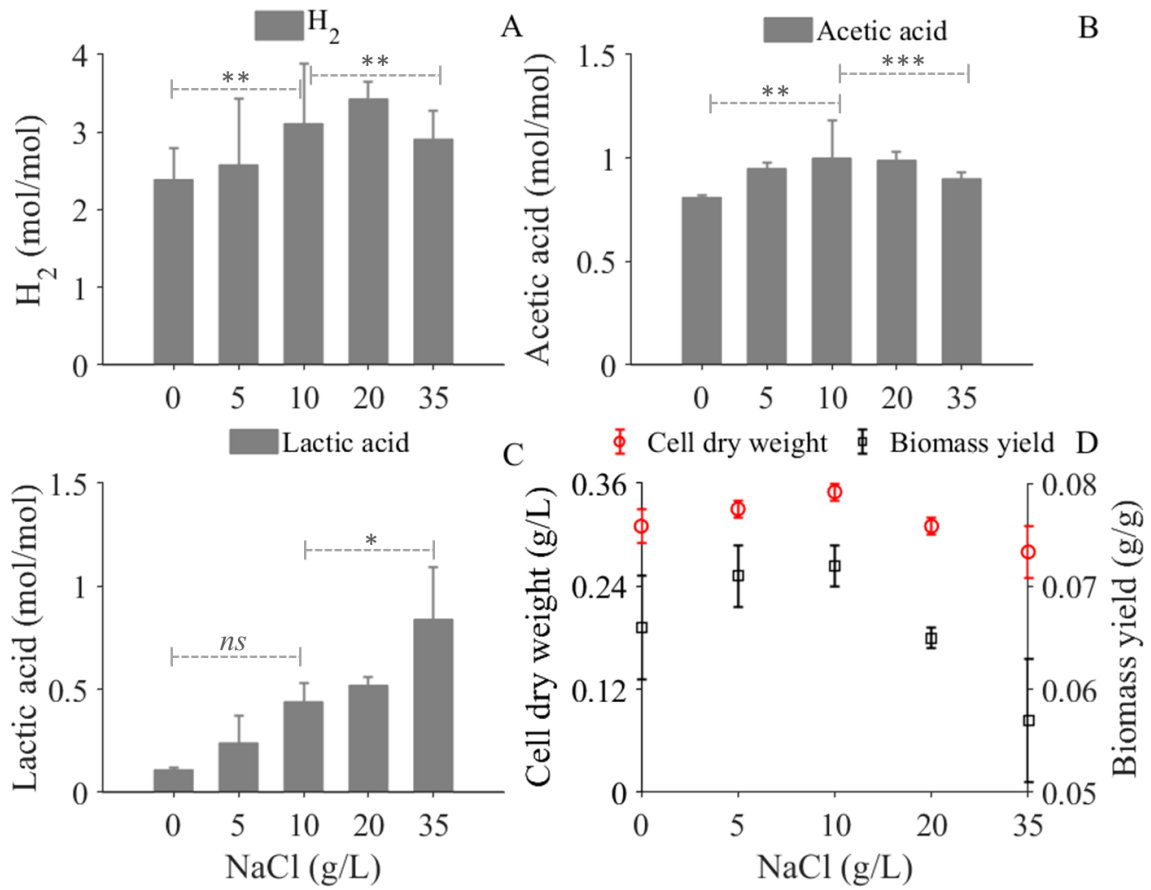 H2
A
H2 (mol/mol)
4
3
2
1
0
**
**
0 5 10 20 35
Acetic acid
B
Acetic acid (mol/mol)
1.5
1
0.5
0
**
***
0 5 10 20 35
Lactic acid
C
Lactic acid (mol/mol)
1.5
1
0.5
0
ns
*
0 5 10 20 35
NaCl (g/L)
Cell dry weight
Biomass yield
D
Cell dry weight (g/L)
0.36
0.24
0.12
0
Biomass yield (g/g)
0.08
0.07
0.06
0.05
0 5 10 20 35
NaCl (g/L)